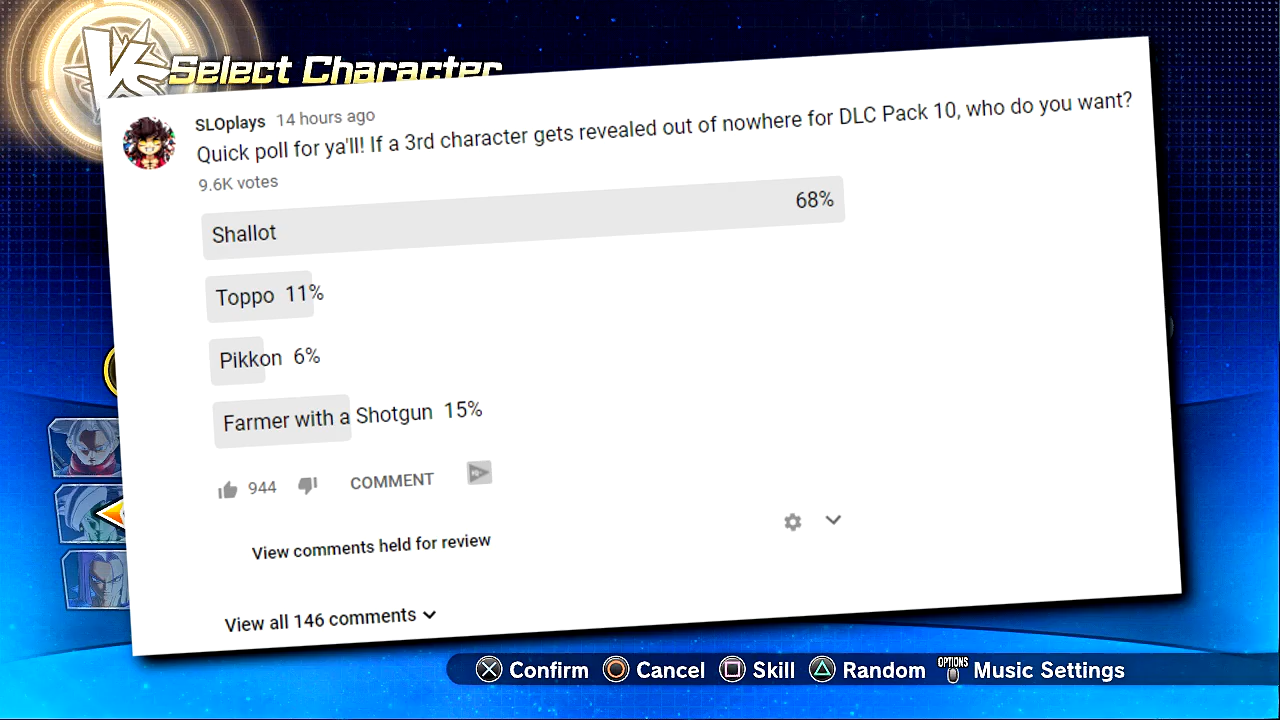 Select Character
SLOplays 14 hours ago
Quick poll for ya'll! If a 3rd character gets revealed out of nowhere for DLC Pack 10, who do you want?
9.6K votes
Shallot 68%
Toppo 11%
Pikkon 6%
Farmer with a Shotgun 15%
944 COMMENT
View comments held for review
View all 146 comments
Confirm Cancel Skill Random OPTIONS Music Settings